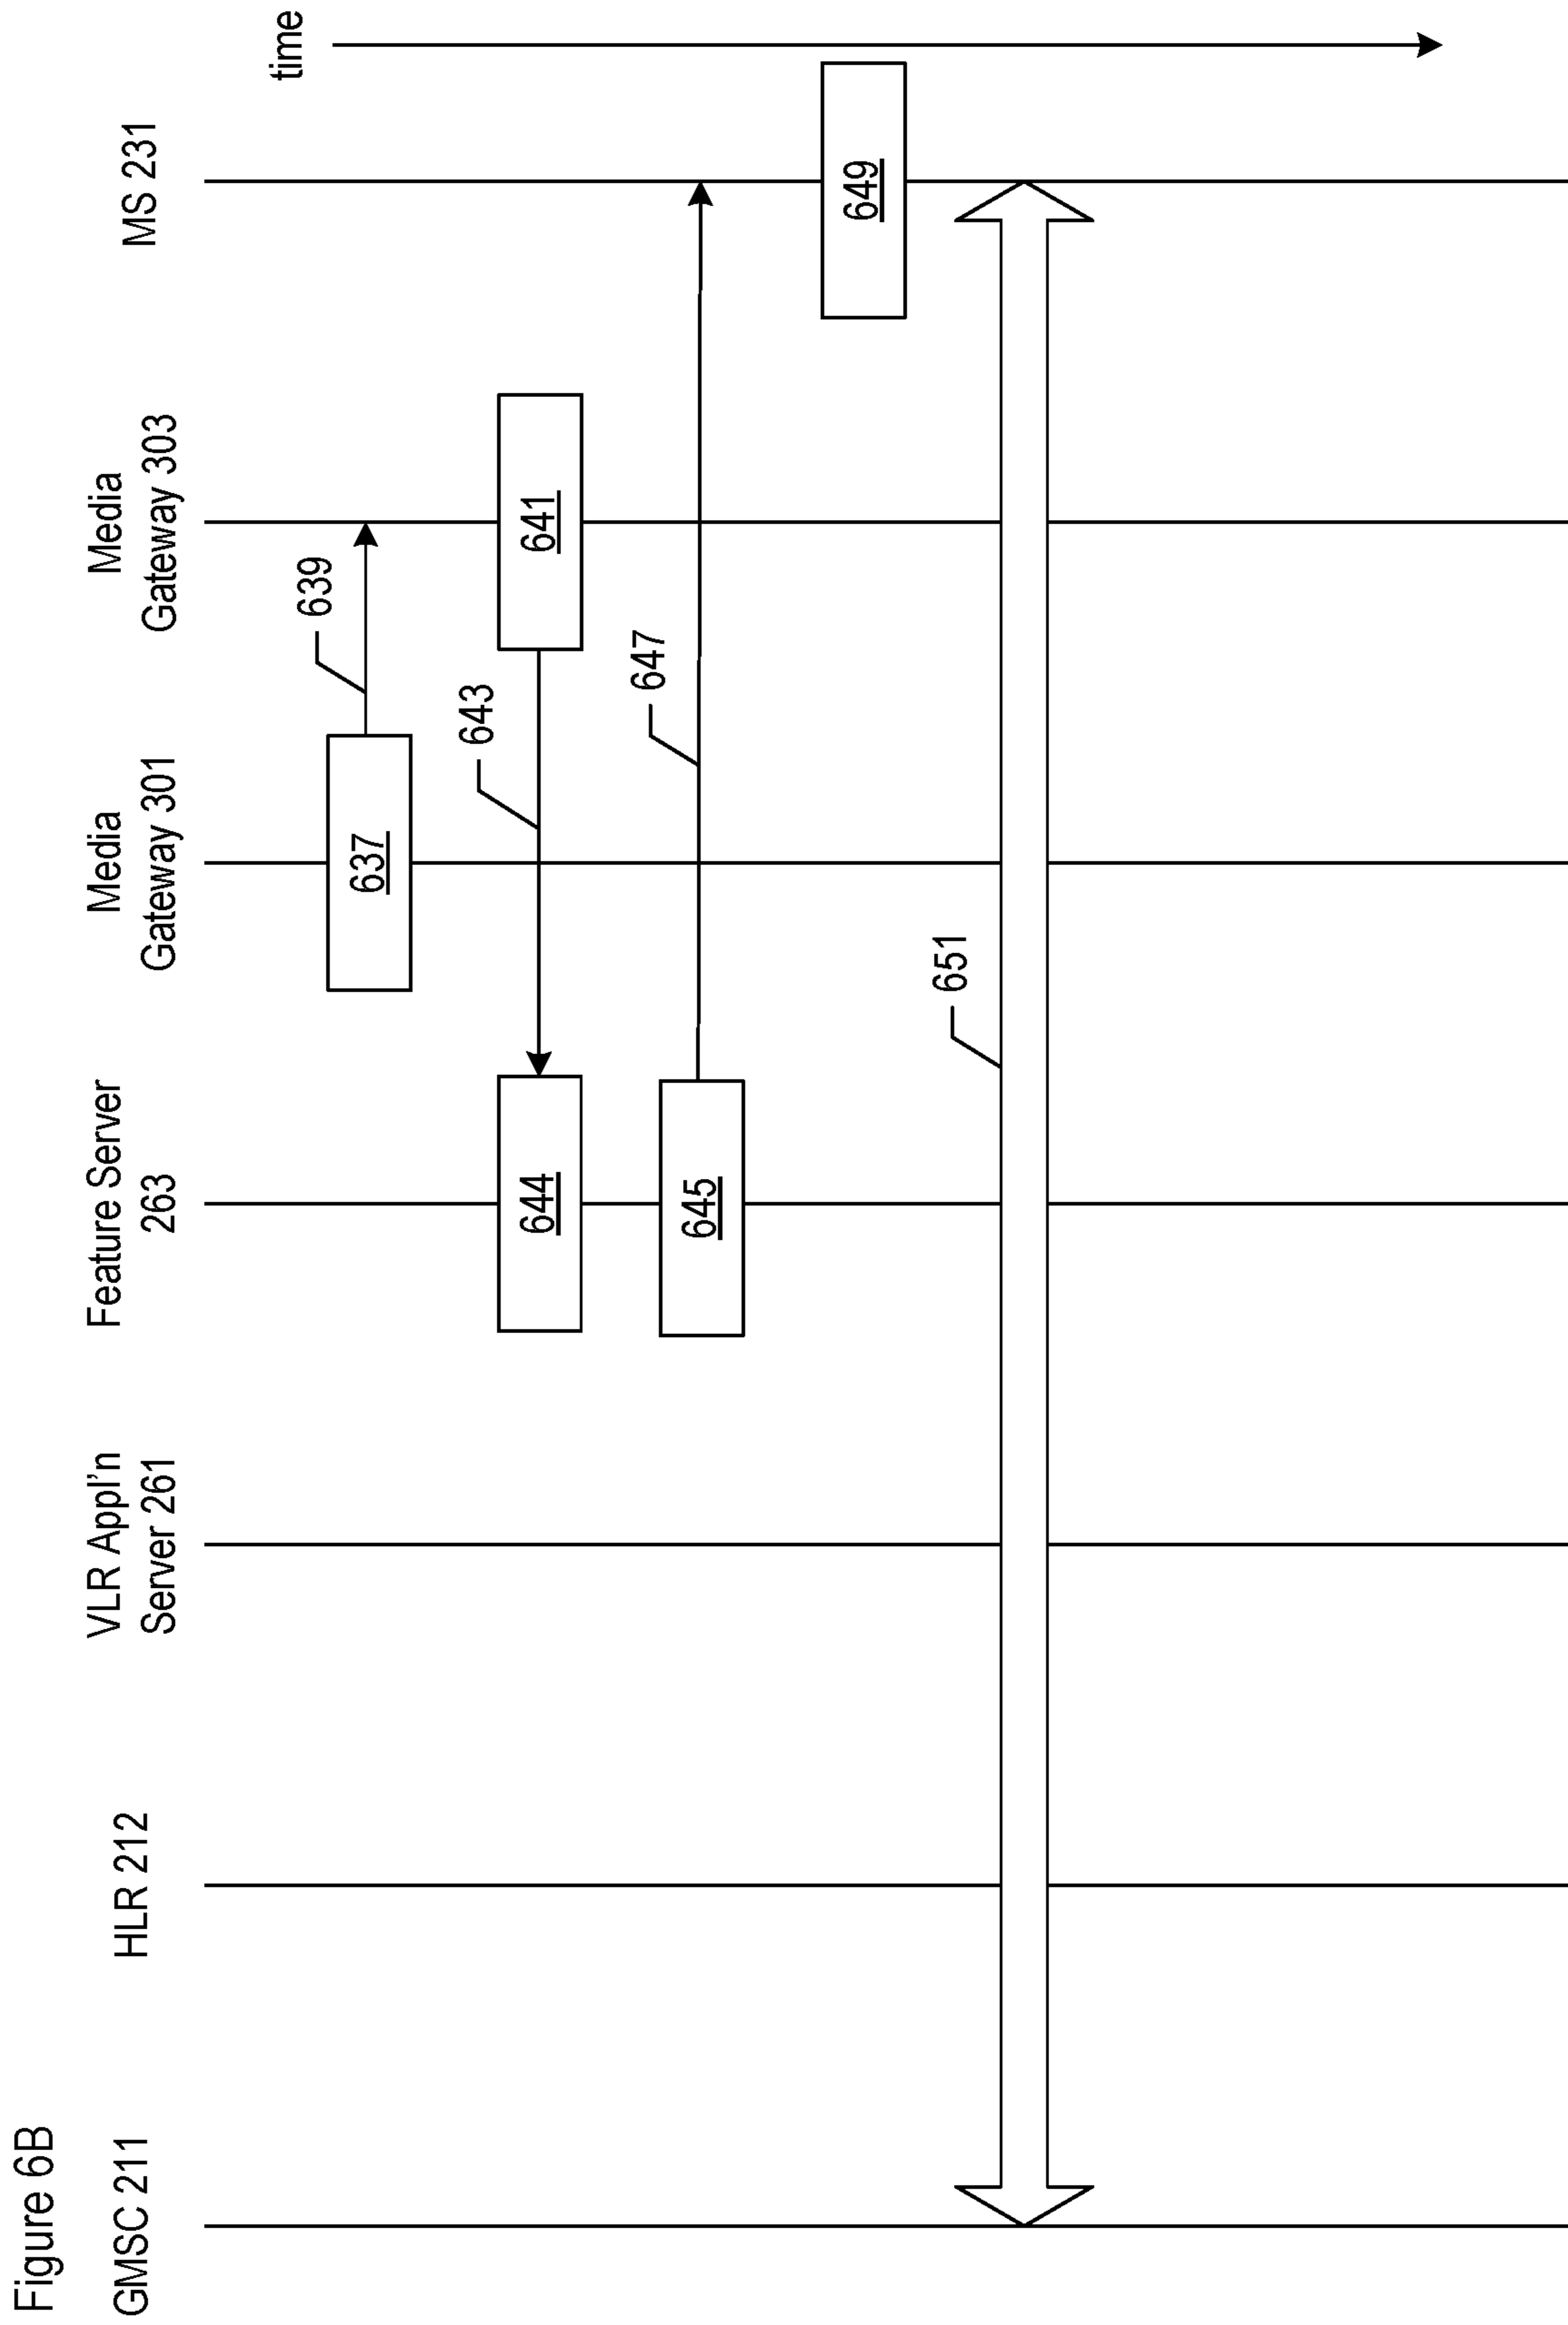 Figure 6B
GMSC 211
HLR 212
VLR Appl'n
Server 261
Feature Server
263
Media
Gateway 301
Media
Gateway 303
MS 231
time
637
639
641
643
644
645
647
649
651